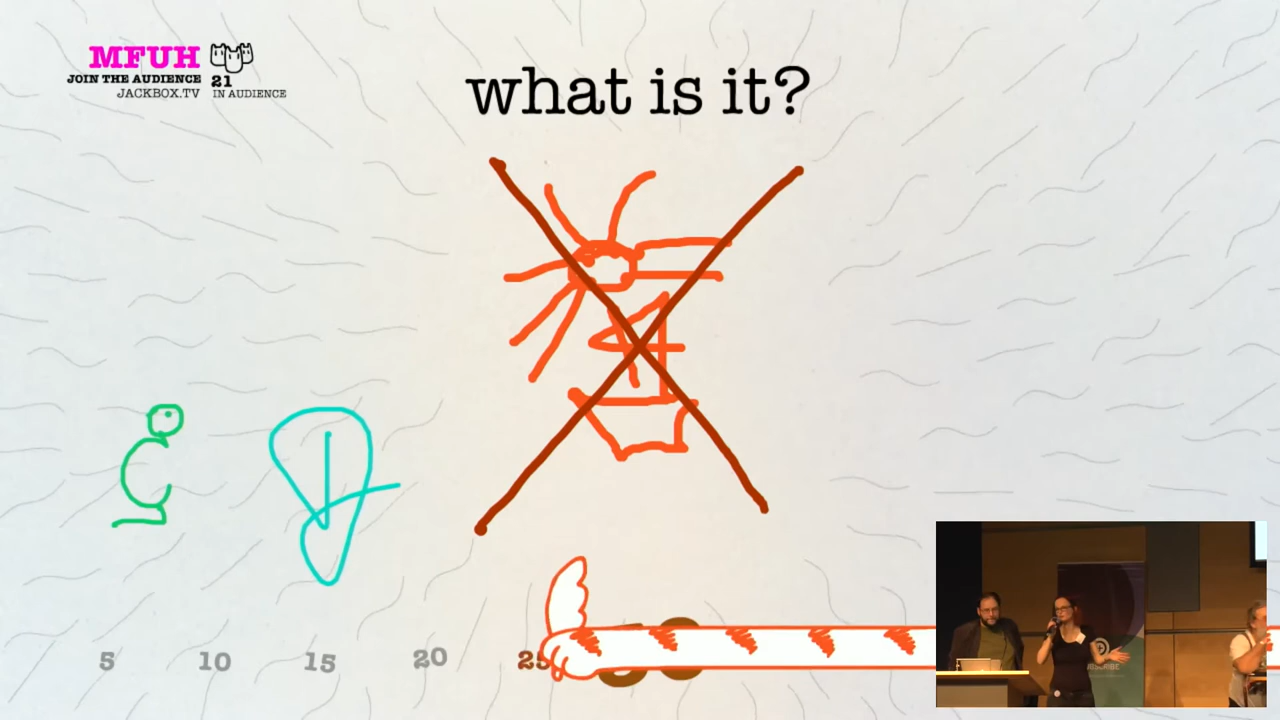 MFUH
JOIN THE AUDIENCE
JACKBOX.TV
21
IN AUDIENCE
what is it?
5
10
15
20
25